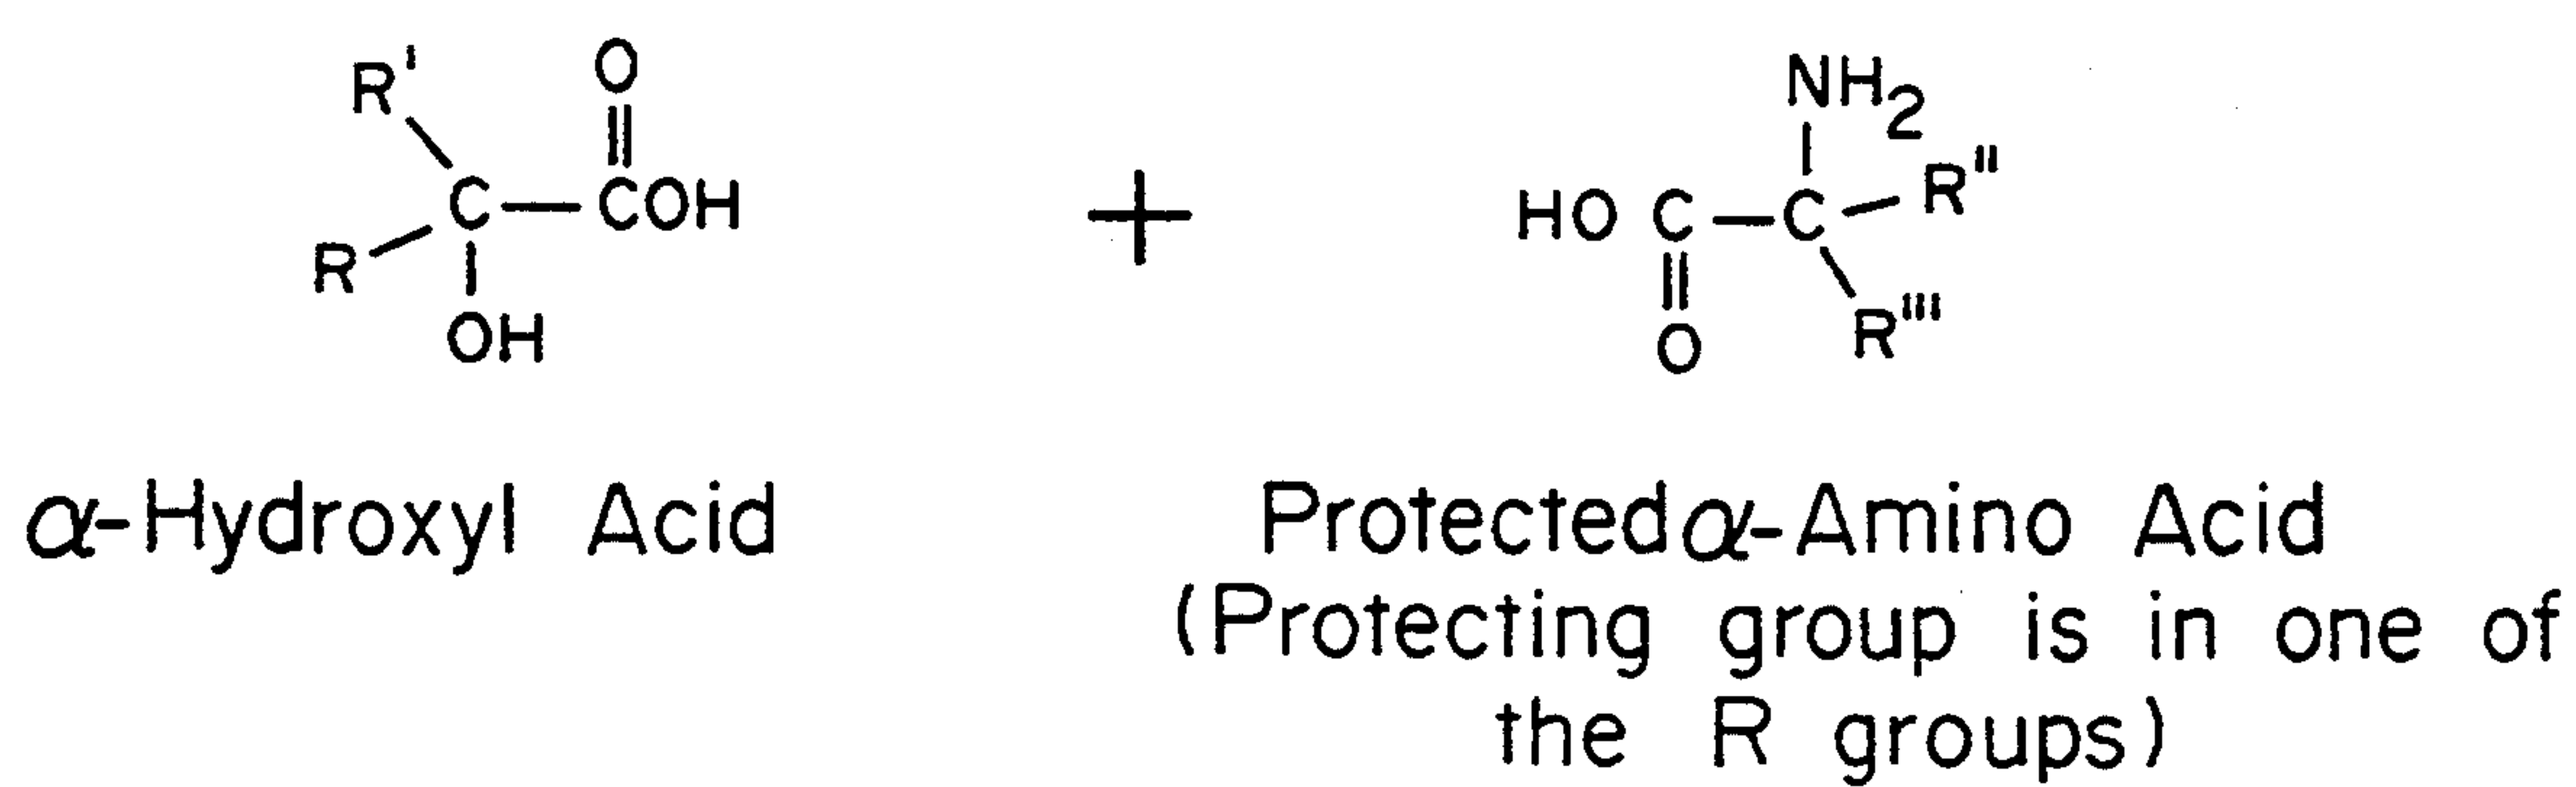 R' O NH2
C — COH + HO C — C R"
R OH O R'''
α-Hydroxyl Acid Protected α-Amino Acid
(Protecting group is in one of
the R groups)